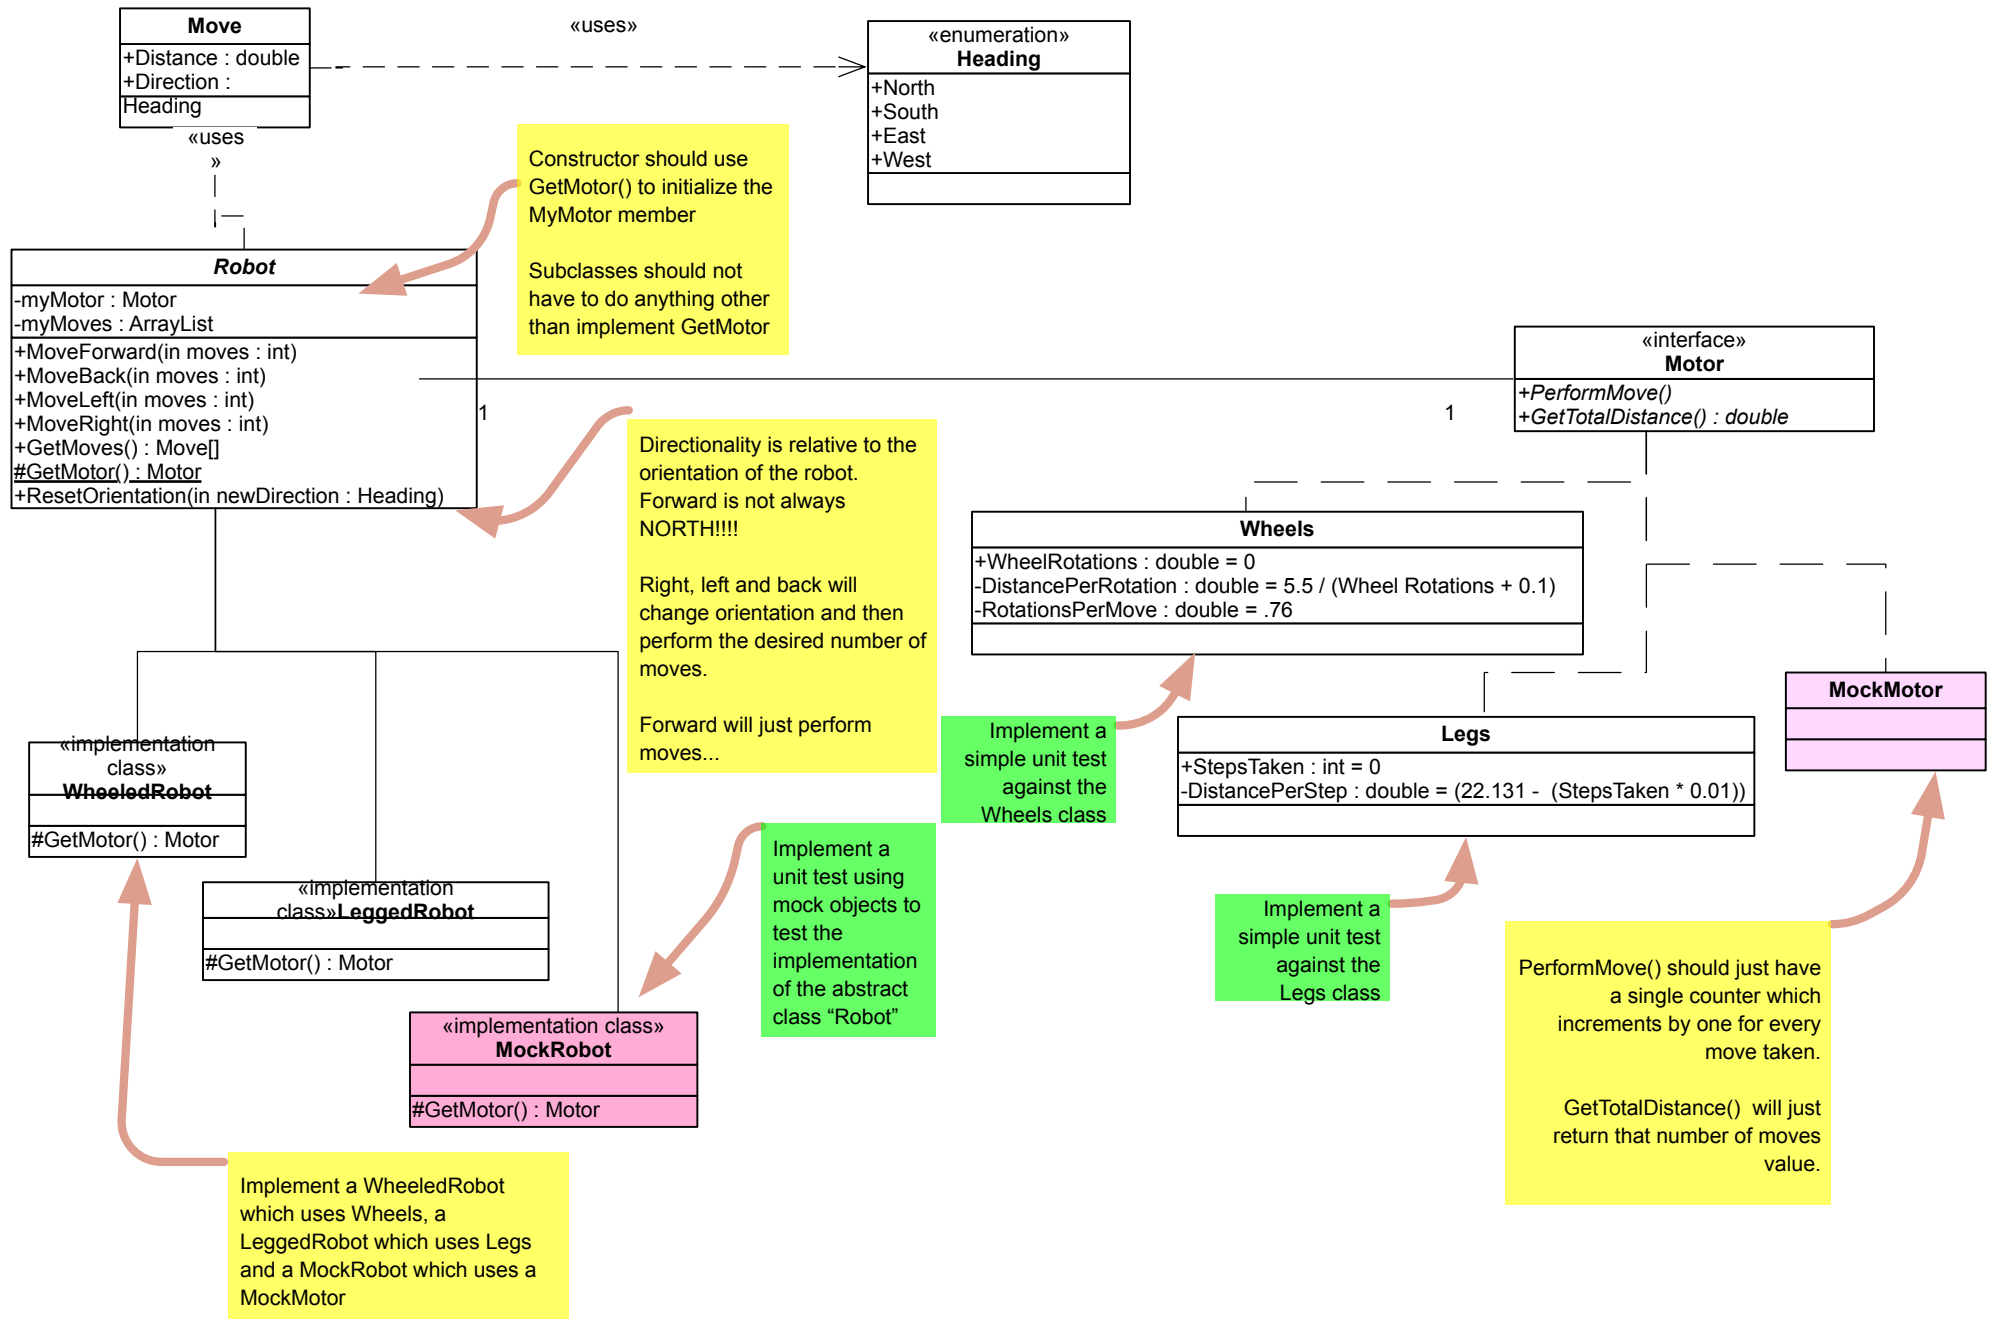 Move
+Distance : double
+Direction :
Heading
«uses»
«enumeration»
Heading
+North
+South
+East
+West
«uses
»
Constructor should use
GetMotor() to initialize the
MyMotor member
Subclasses should not
have to do anything other
than implement GetMotor
Robot
-myMotor : Motor
-myMoves : ArrayList
+MoveForward(in moves : int)
+MoveBack(in moves : int)
+MoveLeft(in moves : int)
+MoveRight(in moves : int)
+GetMoves() : Move[]
#GetMotor() : Motor
+ResetOrientation(in newDirection : Heading)
1
1
«interface»
Motor
+PerformMove()
+GetTotalDistance() : double
Directionality is relative to the
orientation of the robot.
Forward is not always
NORTH!!!!
Right, left and back will
change orientation and then
perform the desired number of
moves.
Forward will just perform
moves...
Wheels
+WheelRotations : double = 0
-DistancePerRotation : double = 5.5 / (Wheel Rotations + 0.1)
-RotationsPerMove : double = .76
MockMotor
Implement a
simple unit test
against the
Wheels class
Legs
+StepsTaken : int = 0
-DistancePerStep : double = (22.131 - (StepsTaken * 0.01))
«implementation
class»
WheeledRobot
#GetMotor() : Motor
«implementation
class»LeggedRobot
#GetMotor() : Motor
Implement a
unit test using
mock objects to
test the
implementation
of the abstract
class “Robot”
Implement a
simple unit test
against the
Legs class
PerformMove() should just have
a single counter which
increments by one for every
move taken.
GetTotalDistance() will just
return that number of moves
value.
«implementation class»
MockRobot
#GetMotor() : Motor
Implement a WheeledRobot
which uses Wheels, a
LeggedRobot which uses Legs
and a MockRobot which uses a
MockMotor